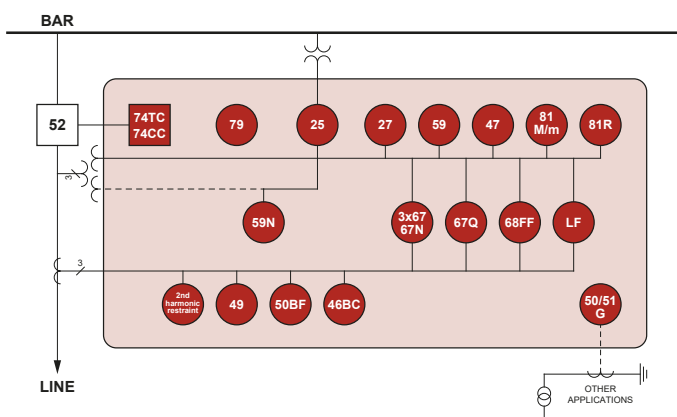 BAR
52
74TC
74CC
79
25
27
59
47
81
M/m
81R
3
59N
3x67
67N
67Q
68FF
LF
3
2nd
harmonic
restraint
49
50BF
46BC
50/51
G
LINE
OTHER
APPLICATIONS